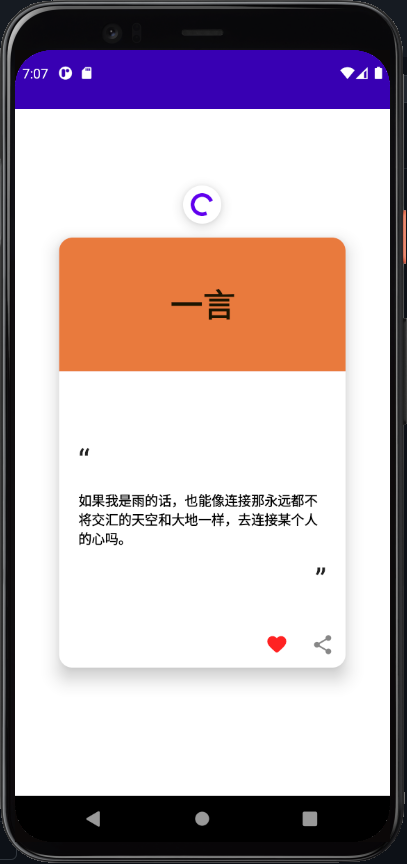 7:07
一言
“
如果我是雨的话，也能像连接那永远都不
将交汇的天空和大地一样，去连接某个人
的心吗。
”